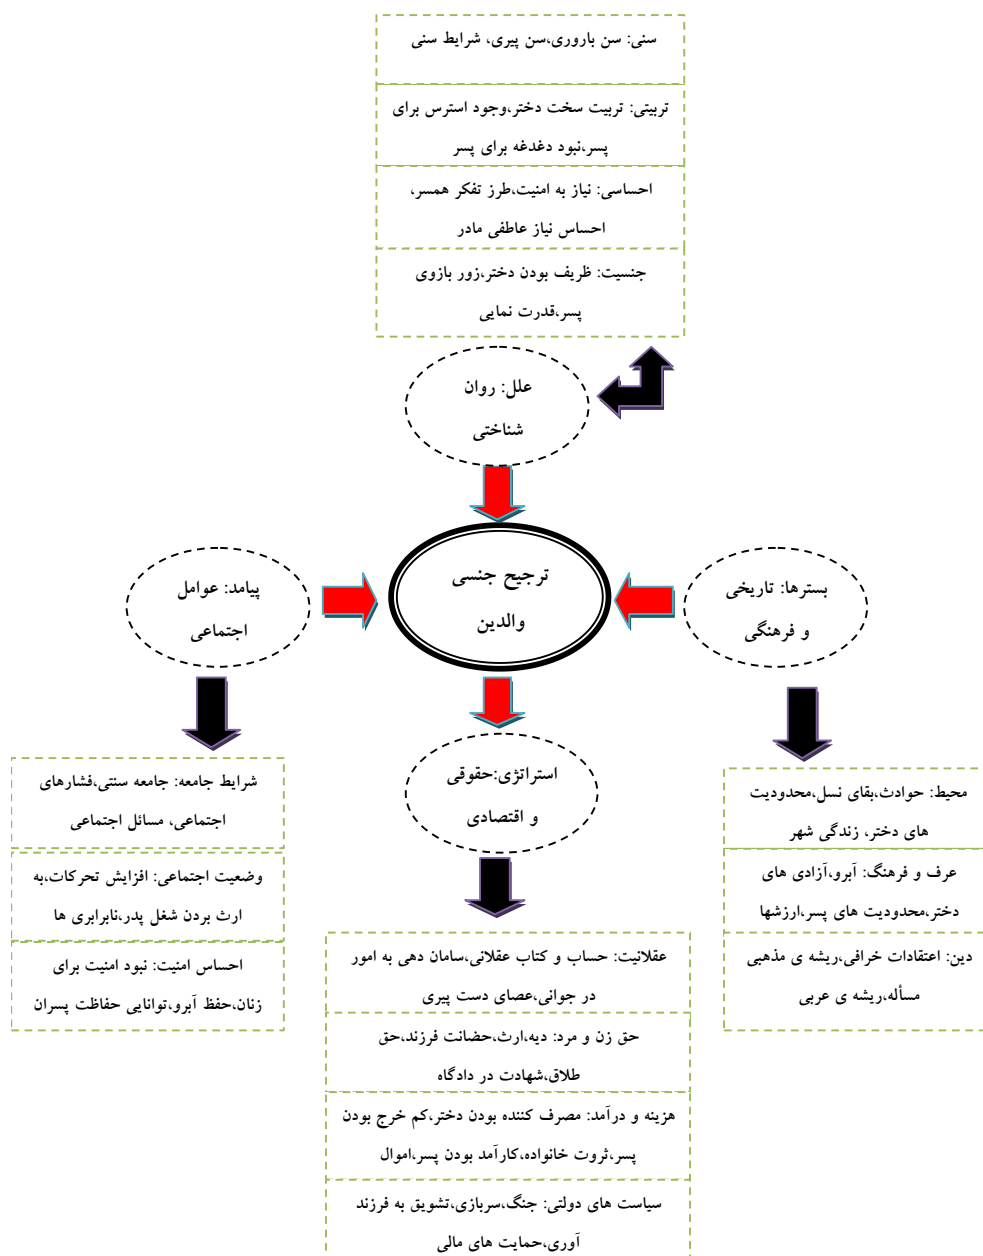 سنی: سن باروری،سن پیری، شرایط سنی
تربیتی: تربیت سخت دختر،وجود استرس برای
پسر،نبود دغدغه برای پسر
احساسی: نیاز به امنیت،طرز تفکر همسر،
احساس نیاز عاطفی مادر
جنسیت: ظریف بودن دختر،زور بازوی
پسر،قدرت نمایی
علل: روان
شناختی
ترجیح جنسی
والدین
بسترها: تاریخی
و فرهنگی
پیامد: عوامل
اجتماعی
استراتژی:حقوقی
و اقتصادی
محیط: حوادث،بقای نسل،محدودیت
های دختر، زندگی شهر
عرف و فرهنگ: آبرو،آزادی های
دختر،محدودیت های پسر،ارزشها
دین: اعتقادات خرافی،ریشه ی مذهبی
مسأله،ریشه ی عربی
شرایط جامعه: جامعه سنتی،فشارهای
اجتماعی، مسائل اجتماعی
وضعیت اجتماعی: افزایش تحرکات،به
ارث بردن شغل پدر،نابرابری ها
احساس امنیت: نبود امنیت برای
زنان،حفظ آبرو،توانایی حفاظت پسران
عقلانیت: حساب و کتاب عقلانی،سامان دهی به امور
در جوانی،عصای دست پیری
حق زن و مرد: دیه،ارث،حضانت فرزند،حق
طلاق،شهادت در دادگاه
هزینه و درآمد: مصرف کننده بودن دختر،کم خرج بودن
پسر،ثروت خانواده،کارآمد بودن پسر،اموال
سیاست های دولتی: جنگ،سربازی،تشویق به فرزند
آوری،حمایت های مالی